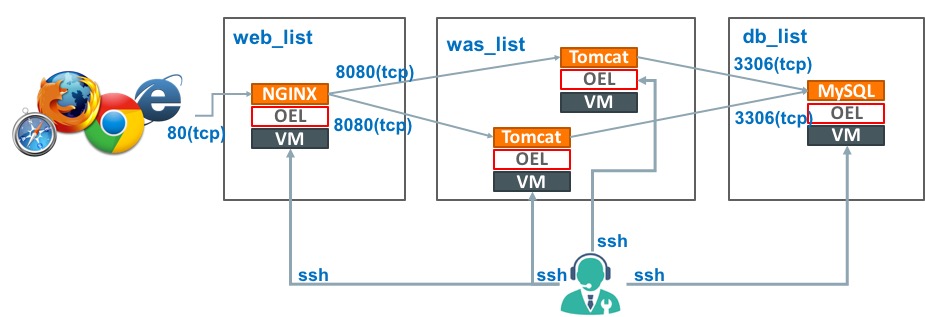 web_list
was_list
db_list
80(tcp)
NGINX
OEL
VM
8080(tcp)
8080(tcp)
Tomcat
OEL
VM
Tomcat
OEL
VM
3306(tcp)
3306(tcp)
MySQL
OEL
VM
ssh
ssh
ssh
ssh